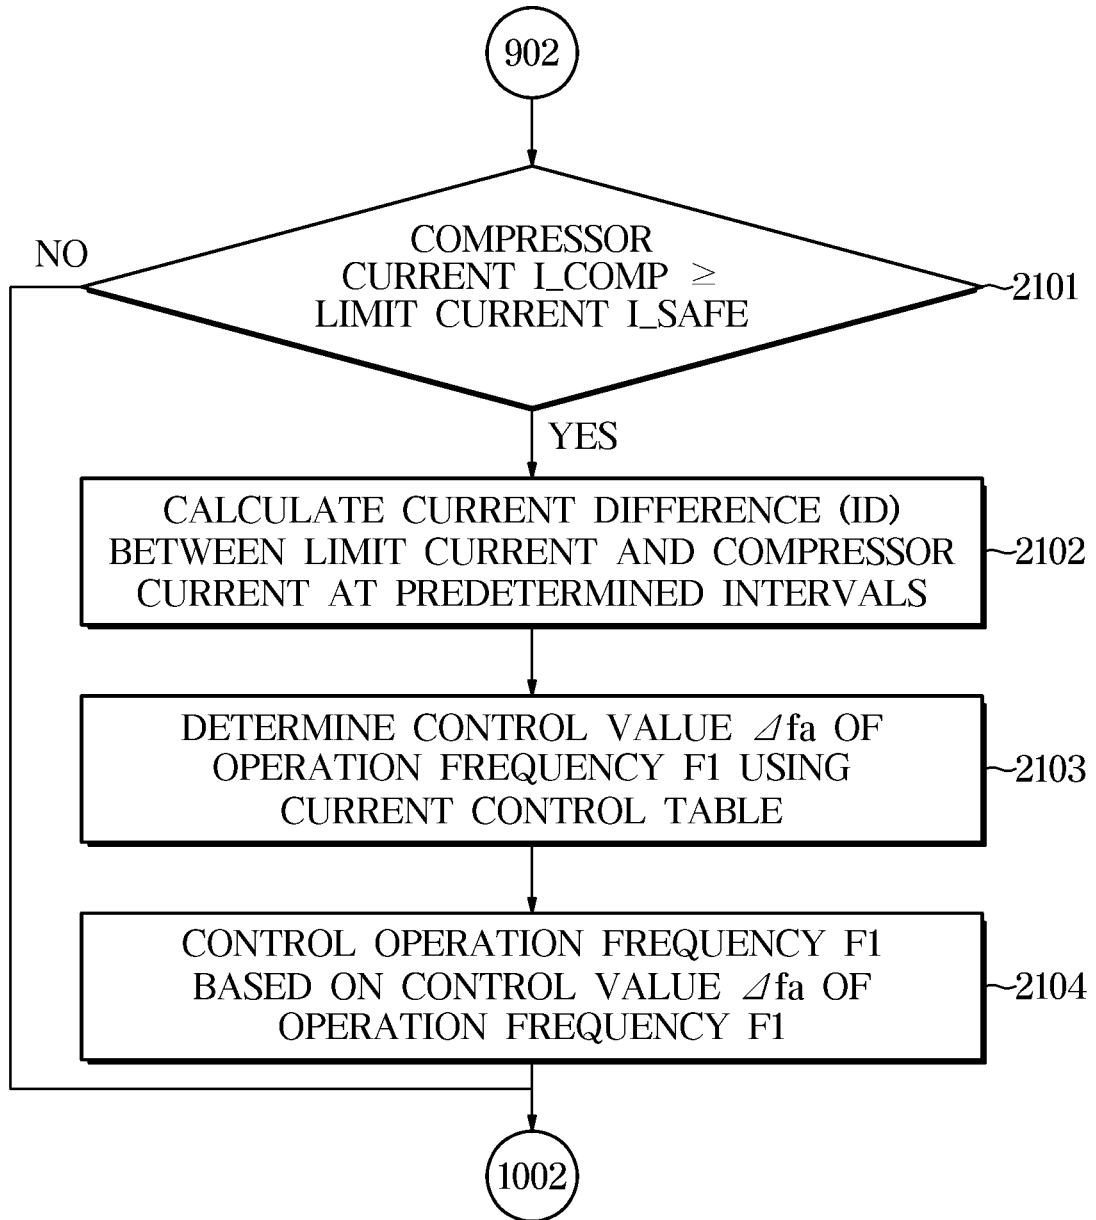 902
COMPRESSOR
CURRENT I_COMP ≥
LIMIT CURRENT I_SAFE
NO
2101
YES
CALCULATE CURRENT DIFFERENCE (ID)
BETWEEN LIMIT CURRENT AND COMPRESSOR
CURRENT AT PREDETERMINED INTERVALS
2102
DETERMINE CONTROL VALUE ⊿fa OF
OPERATION FREQUENCY F1 USING
CURRENT CONTROL TABLE
2103
CONTROL OPERATION FREQUENCY F1
BASED ON CONTROL VALUE ⊿fa OF
OPERATION FREQUENCY F1
2104
1002